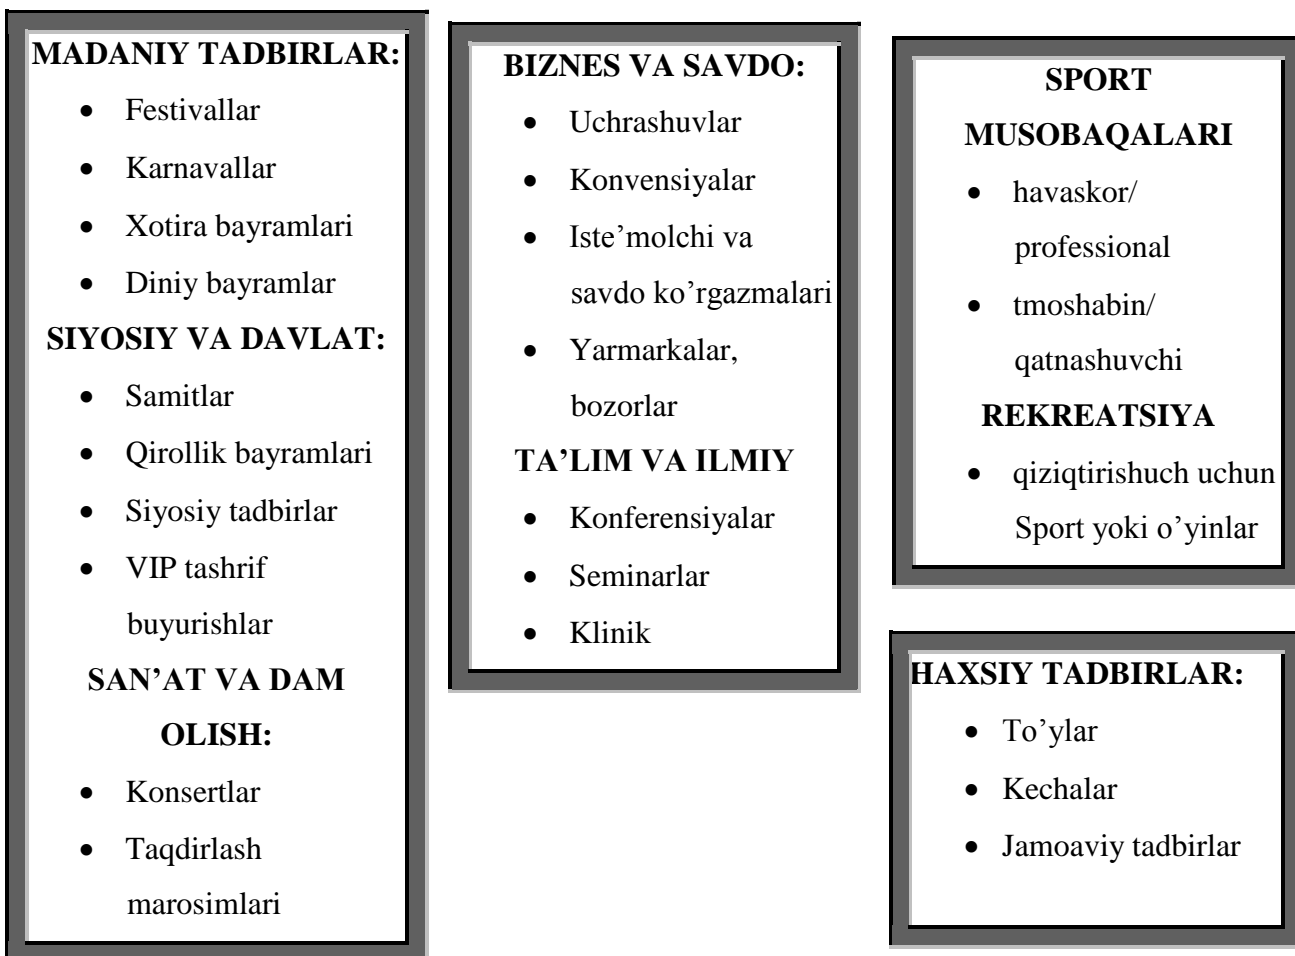 MADANIY TADBIRLAR:
• Festivallar
• Karnavallar
• Xotira bayramlari
• Diniy bayramlar
SIYOSIY VA DAVLAT:
• Samitlar
• Qirollik bayramlari
• Siyosiy tadbirlar
• VIP tashrif
buyurishlar
SAN’AT VA DAM
OLISH:
• Konsertlar
• Taqdirlash
marosimlari
BIZNES VA SAVDO:
• Uchrashuvlar
• Konvensiyalar
• Iste’molchi va
savdo ko’rgazmalari
• Yarmarkalar,
bozorlar
TA’LIM VA ILMIY
• Konferensiyalar
• Seminarlar
• Klinik
SPORT
MUSOBAQALARI
• havaskor/
professional
• tmoshabin/
qatnashuvchi
REKREATSIYA
• qiziqtirishuch uchun
Sport yoki o’yinlar
HAXSIY TADBIRLAR:
• To’ylar
• Kechalar
• Jamoaviy tadbirlar